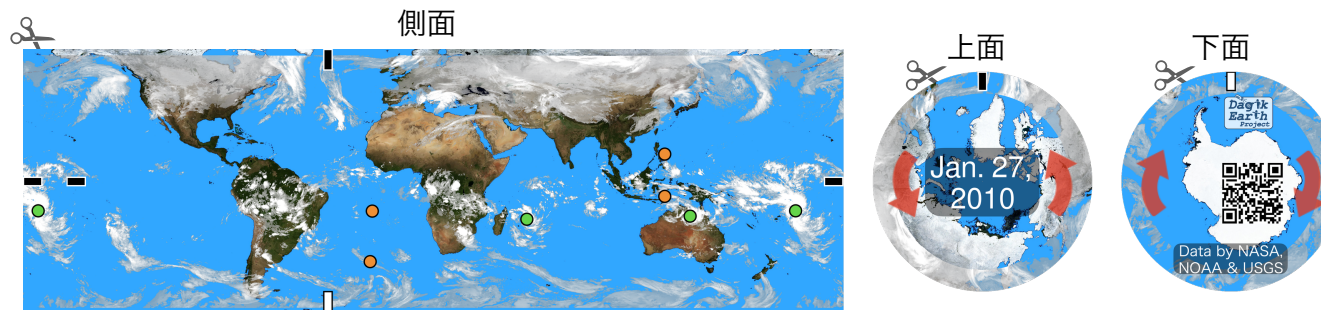 側面
上面
下面
Jan. 27,
2010
Dagik
Earth
Project
Data by NASA,
NOAA & USGS